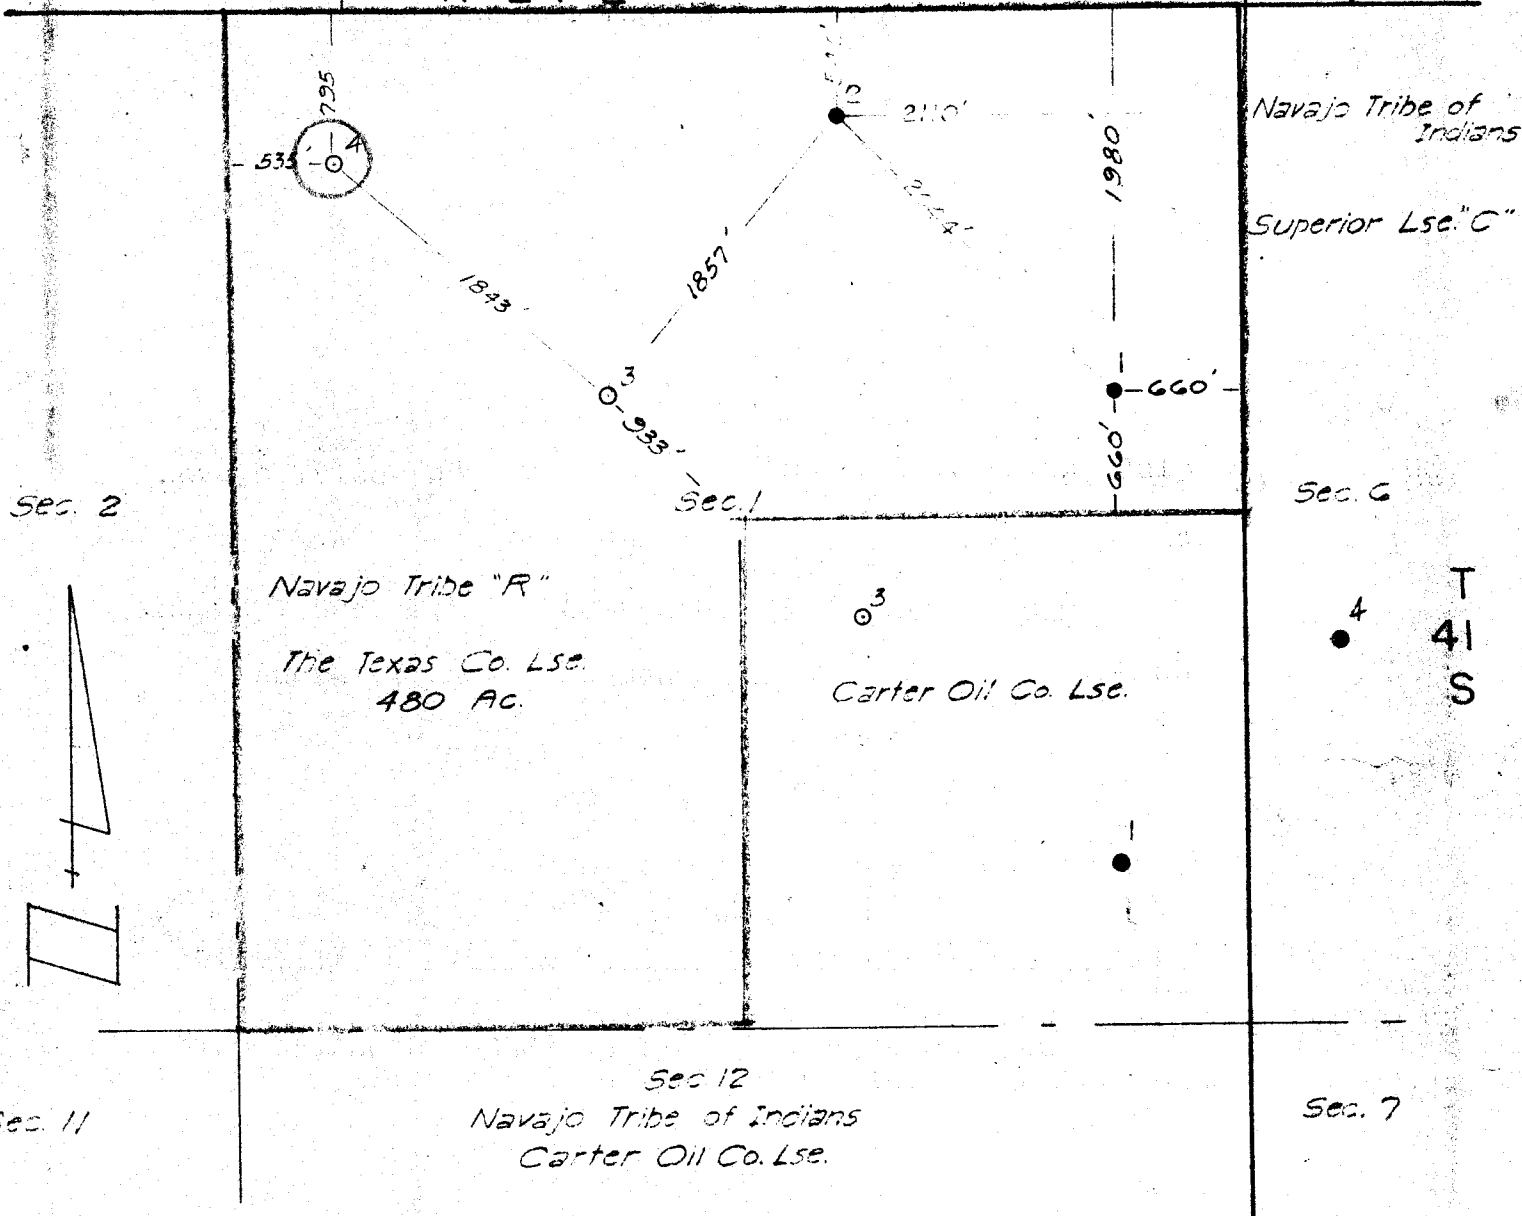 795
535'
4
2110'
1980'
Navajo Tribe of
Indians
Superior Lse. "C"
1843'
1857'
3
933'
660'
660'
Sec. 2
Sec. 1
Sec. 6
Navajo Tribe "R"
The Texas Co. Lse.
480 Ac.
3
Carter Oil Co. Lse.
4
T
41
S
1
N
Sec 12
Navajo Tribe of Indians
Carter Oil Co. Lse.
Sec. 11
Sec. 7